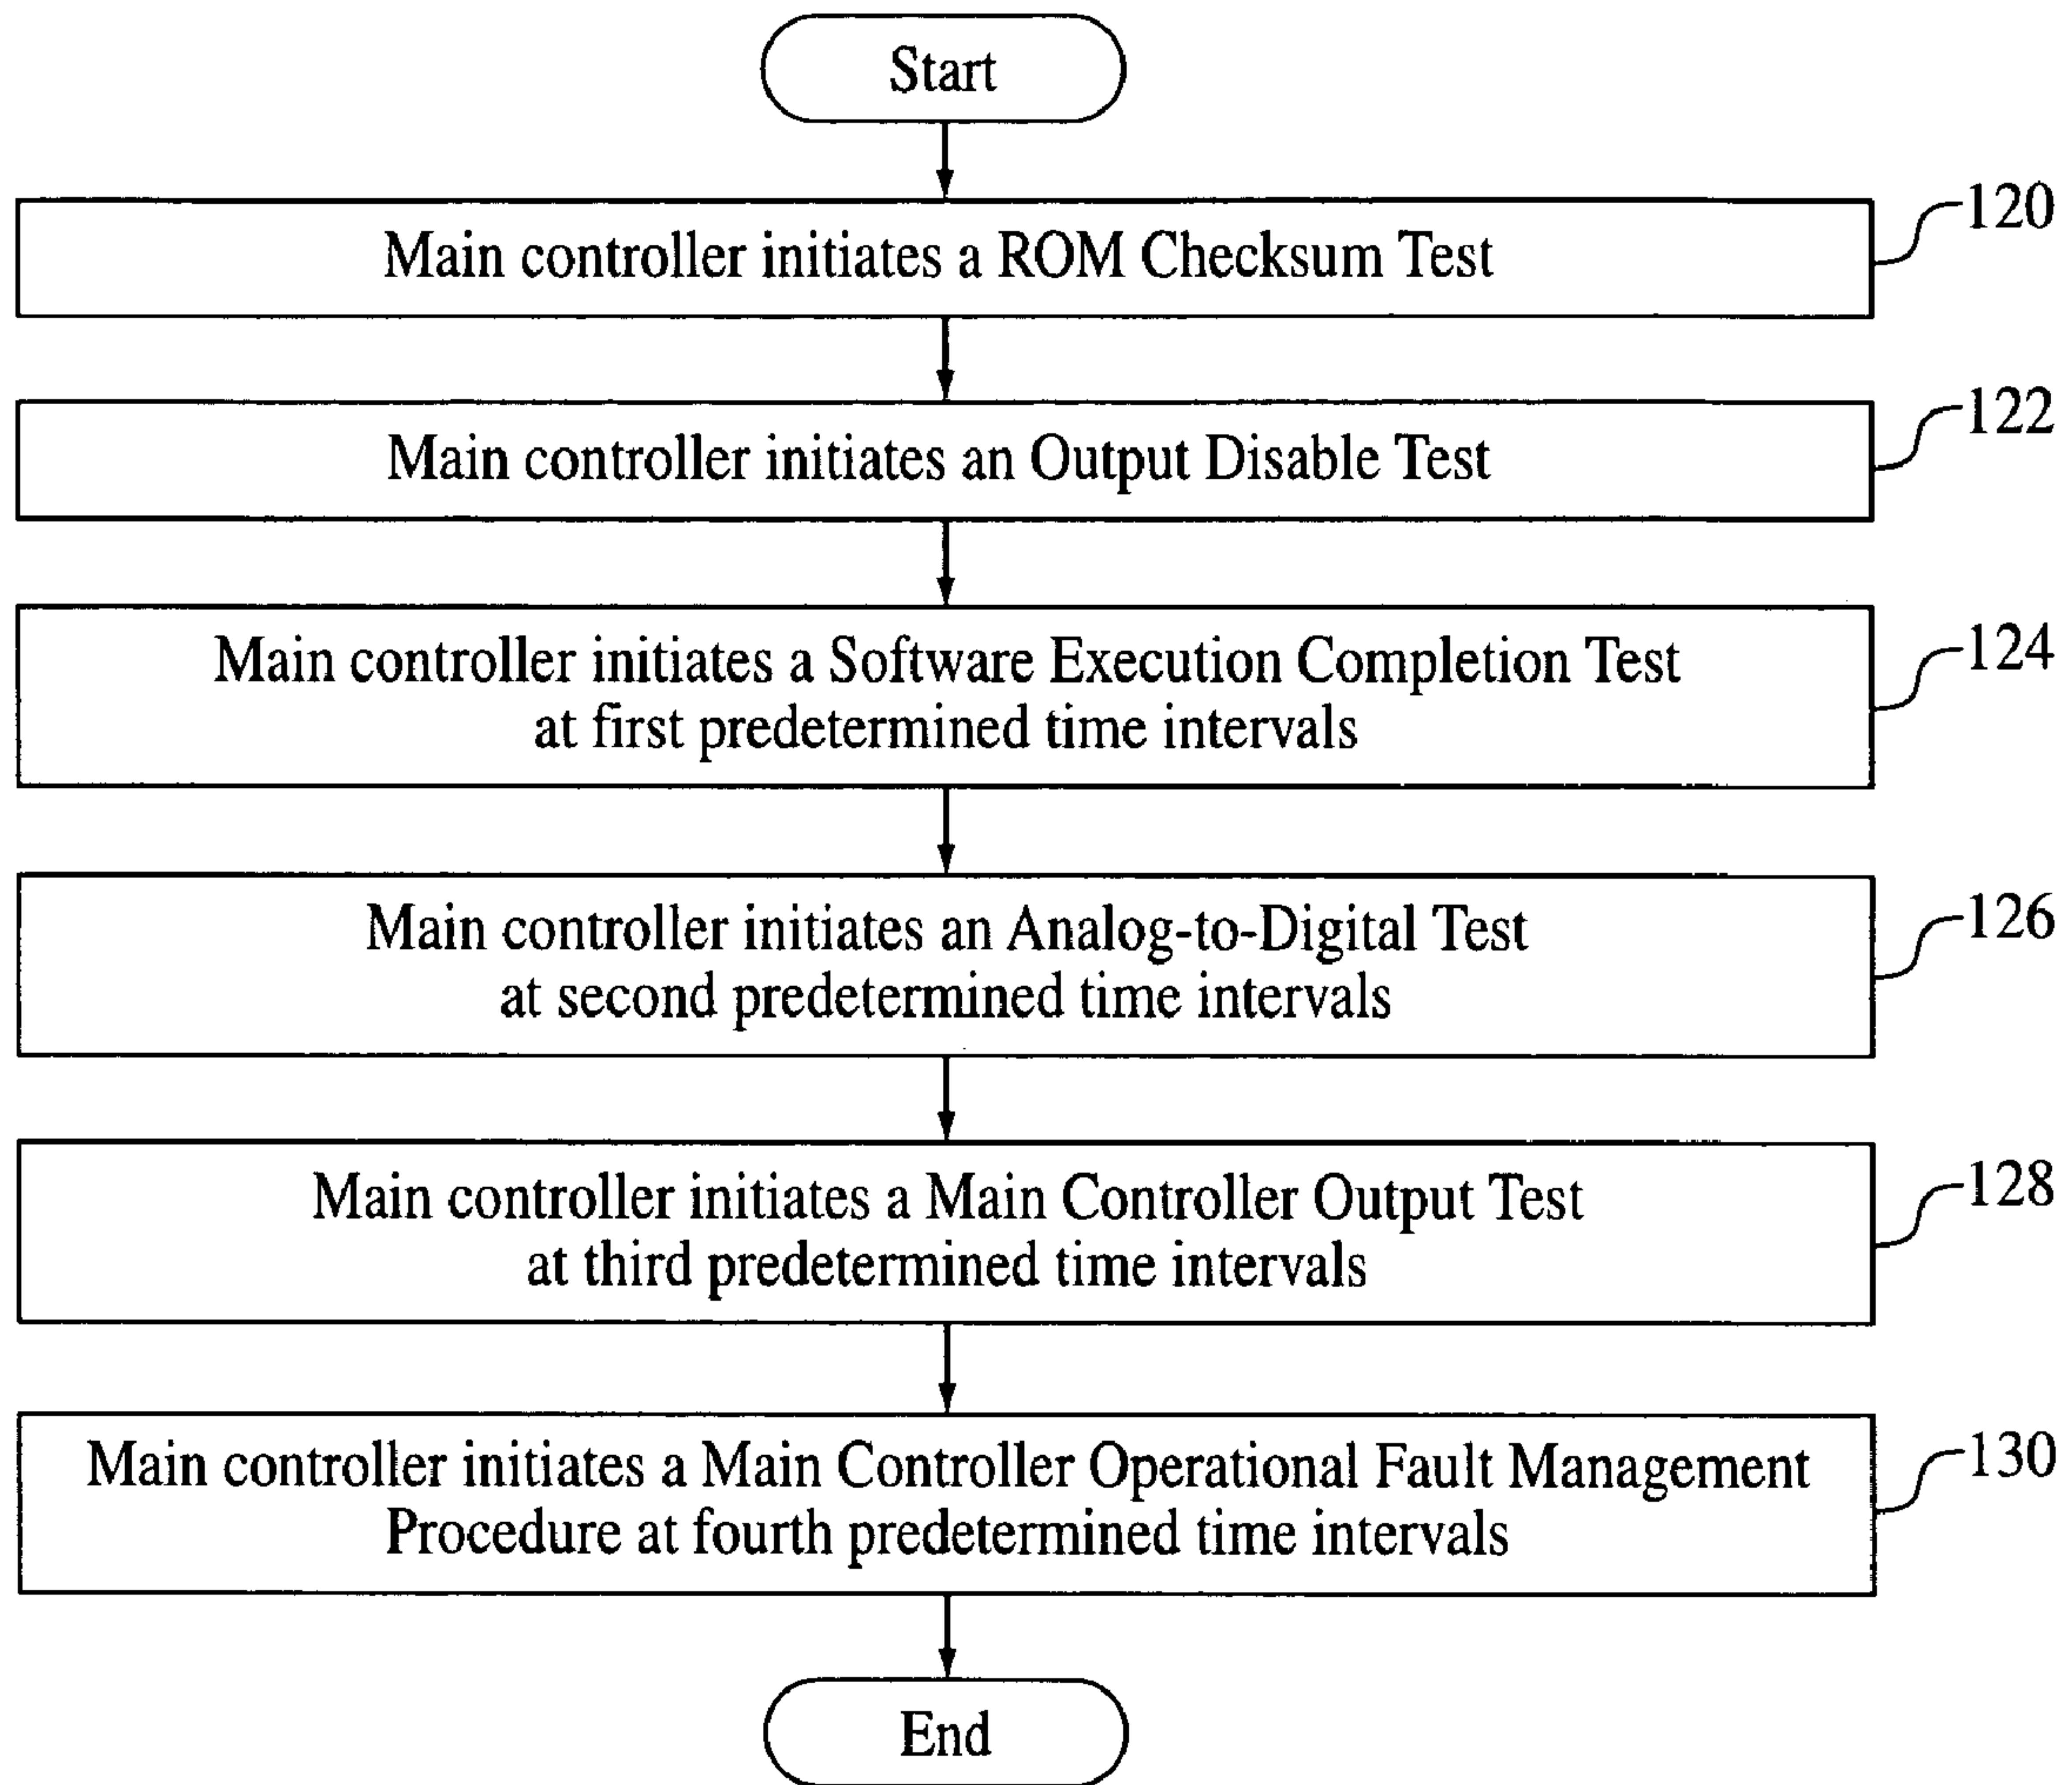 Start
Main controller initiates a ROM Checksum Test
120
Main controller initiates an Output Disable Test
122
Main controller initiates a Software Execution Completion Test
at first predetermined time intervals
124
Main controller initiates an Analog-to-Digital Test
at second predetermined time intervals
126
Main controller initiates a Main Controller Output Test
at third predetermined time intervals
128
Main controller initiates a Main Controller Operational Fault Management
Procedure at fourth predetermined time intervals
130
End